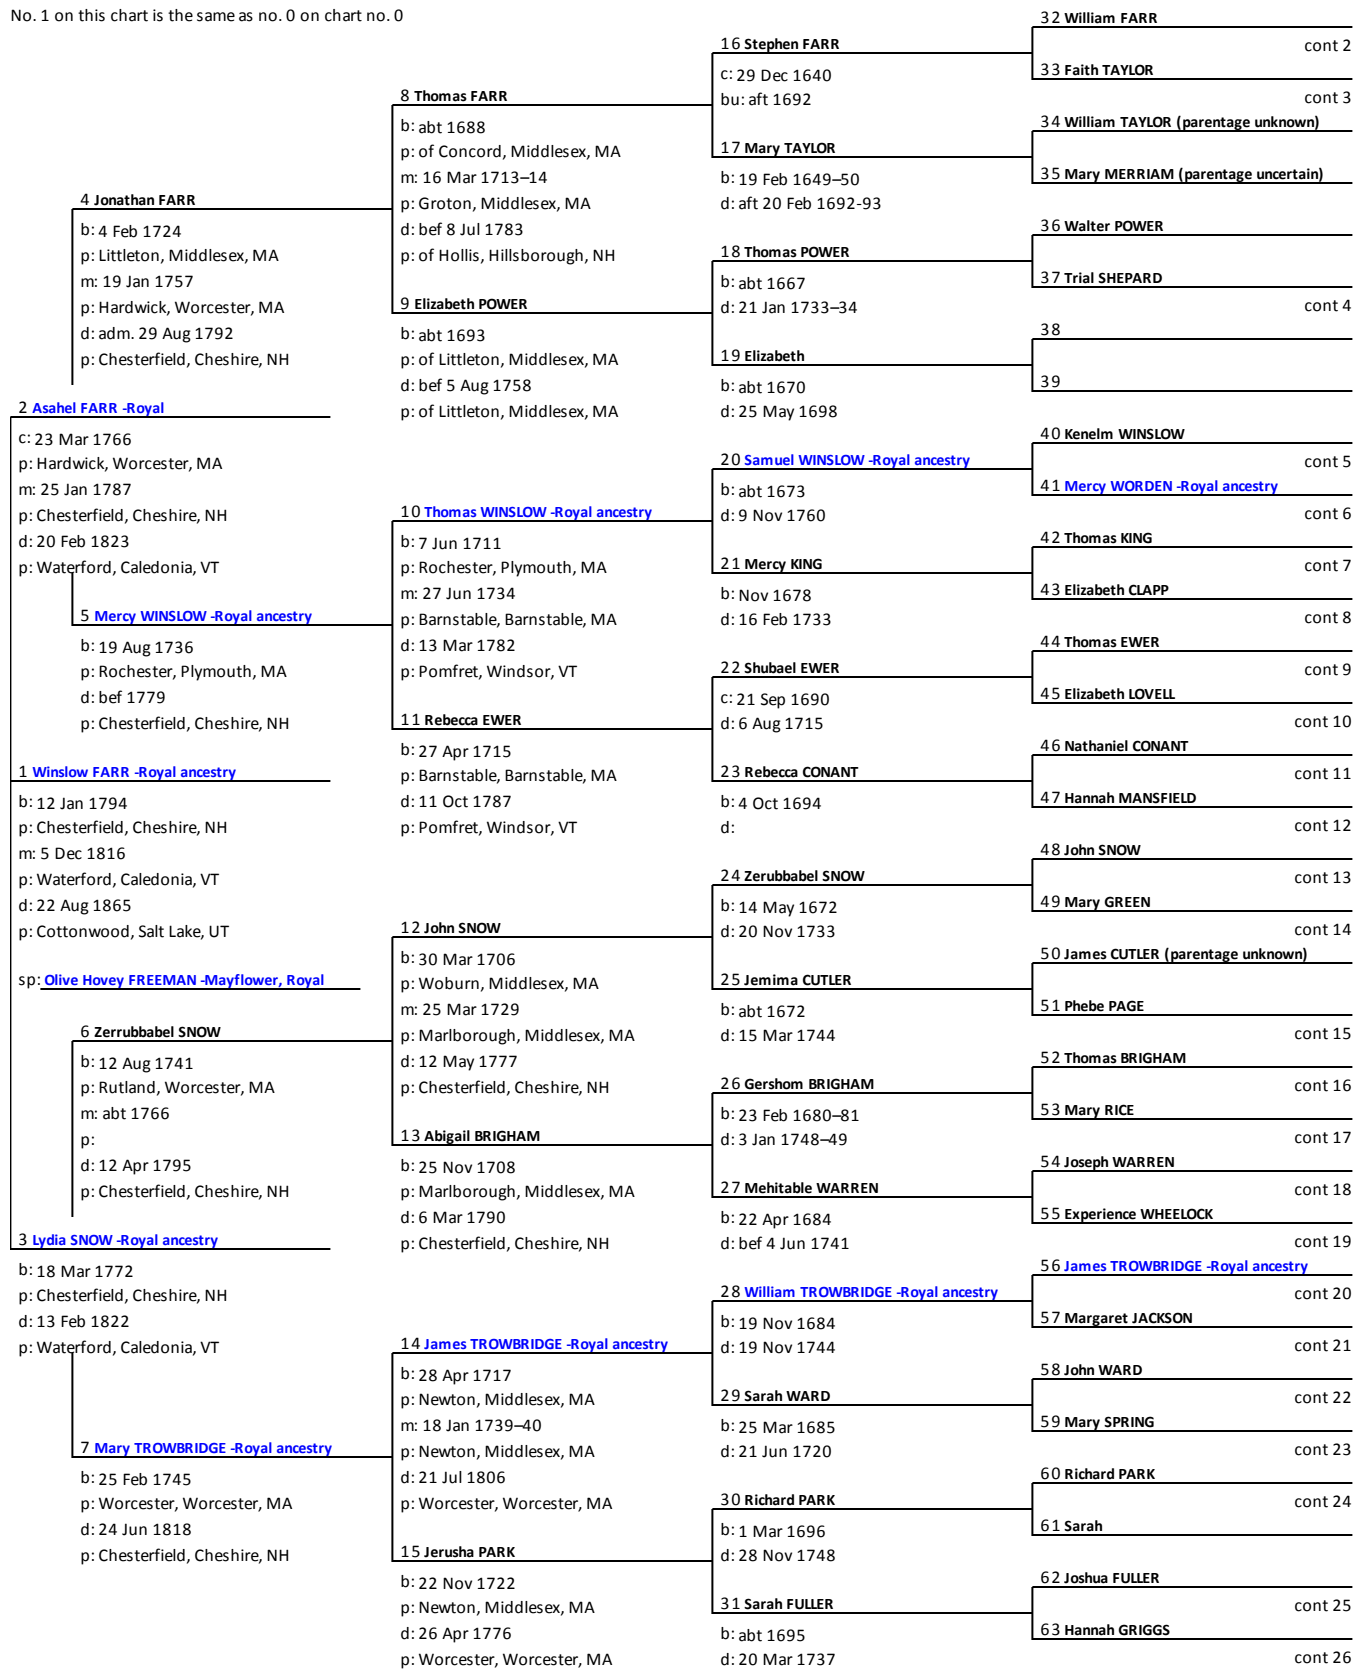 No. 1 on this chart is the same as no. 0 on chart no. 0
32 William FARR
cont 2
16 Stephen FARR
c: 29 Dec 1640
bu: aft 1692
33 Faith TAYLOR
cont 3
8 Thomas FARR
b: abt 1688
p: of Concord, Middlesex, MA
m: 16 Mar 1713–14
p: Groton, Middlesex, MA
d: bef 8 Jul 1783
p: of Hollis, Hillsborough, NH
34 William TAYLOR (parentage unknown)
17 Mary TAYLOR
b: 19 Feb 1649–50
d: aft 20 Feb 1692-93
35 Mary MERRIAM (parentage uncertain)
4 Jonathan FARR
b: 4 Feb 1724
p: Littleton, Middlesex, MA
m: 19 Jan 1757
p: Hardwick, Worcester, MA
d: adm. 29 Aug 1792
p: Chesterfield, Cheshire, NH
36 Walter POWER
18 Thomas POWER
b: abt 1667
d: 21 Jan 1733–34
37 Trial SHEPARD
cont 4
9 Elizabeth POWER
b: abt 1693
p: of Littleton, Middlesex, MA
d: bef 5 Aug 1758
p: of Littleton, Middlesex, MA
38
19 Elizabeth
b: abt 1670
d: 25 May 1698
39
2 Asahel FARR -Royal
c: 23 Mar 1766
p: Hardwick, Worcester, MA
m: 25 Jan 1787
p: Chesterfield, Cheshire, NH
d: 20 Feb 1823
p: Waterford, Caledonia, VT
40 Kenelm WINSLOW
cont 5
20 Samuel WINSLOW -Royal ancestry
b: abt 1673
d: 9 Nov 1760
41 Mercy WORDEN -Royal ancestry
cont 6
10 Thomas WINSLOW -Royal ancestry
b: 7 Jun 1711
p: Rochester, Plymouth, MA
m: 27 Jun 1734
p: Barnstable, Barnstable, MA
d: 13 Mar 1782
p: Pomfret, Windsor, VT
42 Thomas KING
cont 7
21 Mercy KING
b: Nov 1678
d: 16 Feb 1733
43 Elizabeth CLAPP
cont 8
5 Mercy WINSLOW -Royal ancestry
b: 19 Aug 1736
p: Rochester, Plymouth, MA
d: bef 1779
p: Chesterfield, Cheshire, NH
44 Thomas EWER
cont 9
22 Shubael EWER
c: 21 Sep 1690
d: 6 Aug 1715
45 Elizabeth LOVELL
cont 10
11 Rebecca EWER
b: 27 Apr 1715
p: Barnstable, Barnstable, MA
d: 11 Oct 1787
p: Pomfret, Windsor, VT
46 Nathaniel CONANT
cont 11
23 Rebecca CONANT
b: 4 Oct 1694
d:
47 Hannah MANSFIELD
cont 12
1 Winslow FARR -Royal ancestry
b: 12 Jan 1794
p: Chesterfield, Cheshire, NH
m: 5 Dec 1816
p: Waterford, Caledonia, VT
d: 22 Aug 1865
p: Cottonwood, Salt Lake, UT
sp: Olive Hovey FREEMAN -Mayflower, Royal
48 John SNOW
cont 13
24 Zerubbabel SNOW
b: 14 May 1672
d: 20 Nov 1733
49 Mary GREEN
cont 14
12 John SNOW
b: 30 Mar 1706
p: Woburn, Middlesex, MA
m: 25 Mar 1729
p: Marlborough, Middlesex, MA
d: 12 May 1777
p: Chesterfield, Cheshire, NH
50 James CUTLER (parentage unknown)
25 Jemima CUTLER
b: abt 1672
d: 15 Mar 1744
51 Phebe PAGE
cont 15
6 Zerrubbabel SNOW
b: 12 Aug 1741
p: Rutland, Worcester, MA
m: abt 1766
p:
d: 12 Apr 1795
p: Chesterfield, Cheshire, NH
52 Thomas BRIGHAM
cont 16
26 Gershom BRIGHAM
b: 23 Feb 1680–81
d: 3 Jan 1748–49
53 Mary RICE
cont 17
13 Abigail BRIGHAM
b: 25 Nov 1708
p: Marlborough, Middlesex, MA
d: 6 Mar 1790
p: Chesterfield, Cheshire, NH
54 Joseph WARREN
cont 18
27 Mehitable WARREN
b: 22 Apr 1684
d: bef 4 Jun 1741
55 Experience WHEELOCK
cont 19
3 Lydia SNOW -Royal ancestry
b: 18 Mar 1772
p: Chesterfield, Cheshire, NH
d: 13 Feb 1822
p: Waterford, Caledonia, VT
56 James TROWBRIDGE -Royal ancestry
cont 20
28 William TROWBRIDGE -Royal ancestry
b: 19 Nov 1684
d: 19 Nov 1744
57 Margaret JACKSON
cont 21
14 James TROWBRIDGE -Royal ancestry
b: 28 Apr 1717
p: Newton, Middlesex, MA
m: 18 Jan 1739–40
p: Newton, Middlesex, MA
d: 21 Jul 1806
p: Worcester, Worcester, MA
58 John WARD
cont 22
29 Sarah WARD
b: 25 Mar 1685
d: 21 Jun 1720
59 Mary SPRING
cont 23
7 Mary TROWBRIDGE -Royal ancestry
b: 25 Feb 1745
p: Worcester, Worcester, MA
d: 24 Jun 1818
p: Chesterfield, Cheshire, NH
60 Richard PARK
cont 24
30 Richard PARK
b: 1 Mar 1696
d: 28 Nov 1748
61 Sarah
15 Jerusha PARK
b: 22 Nov 1722
p: Newton, Middlesex, MA
d: 26 Apr 1776
p: Worcester, Worcester, MA
62 Joshua FULLER
cont 25
31 Sarah FULLER
b: abt 1695
d: 20 Mar 1737
63 Hannah GRIGGS
cont 26